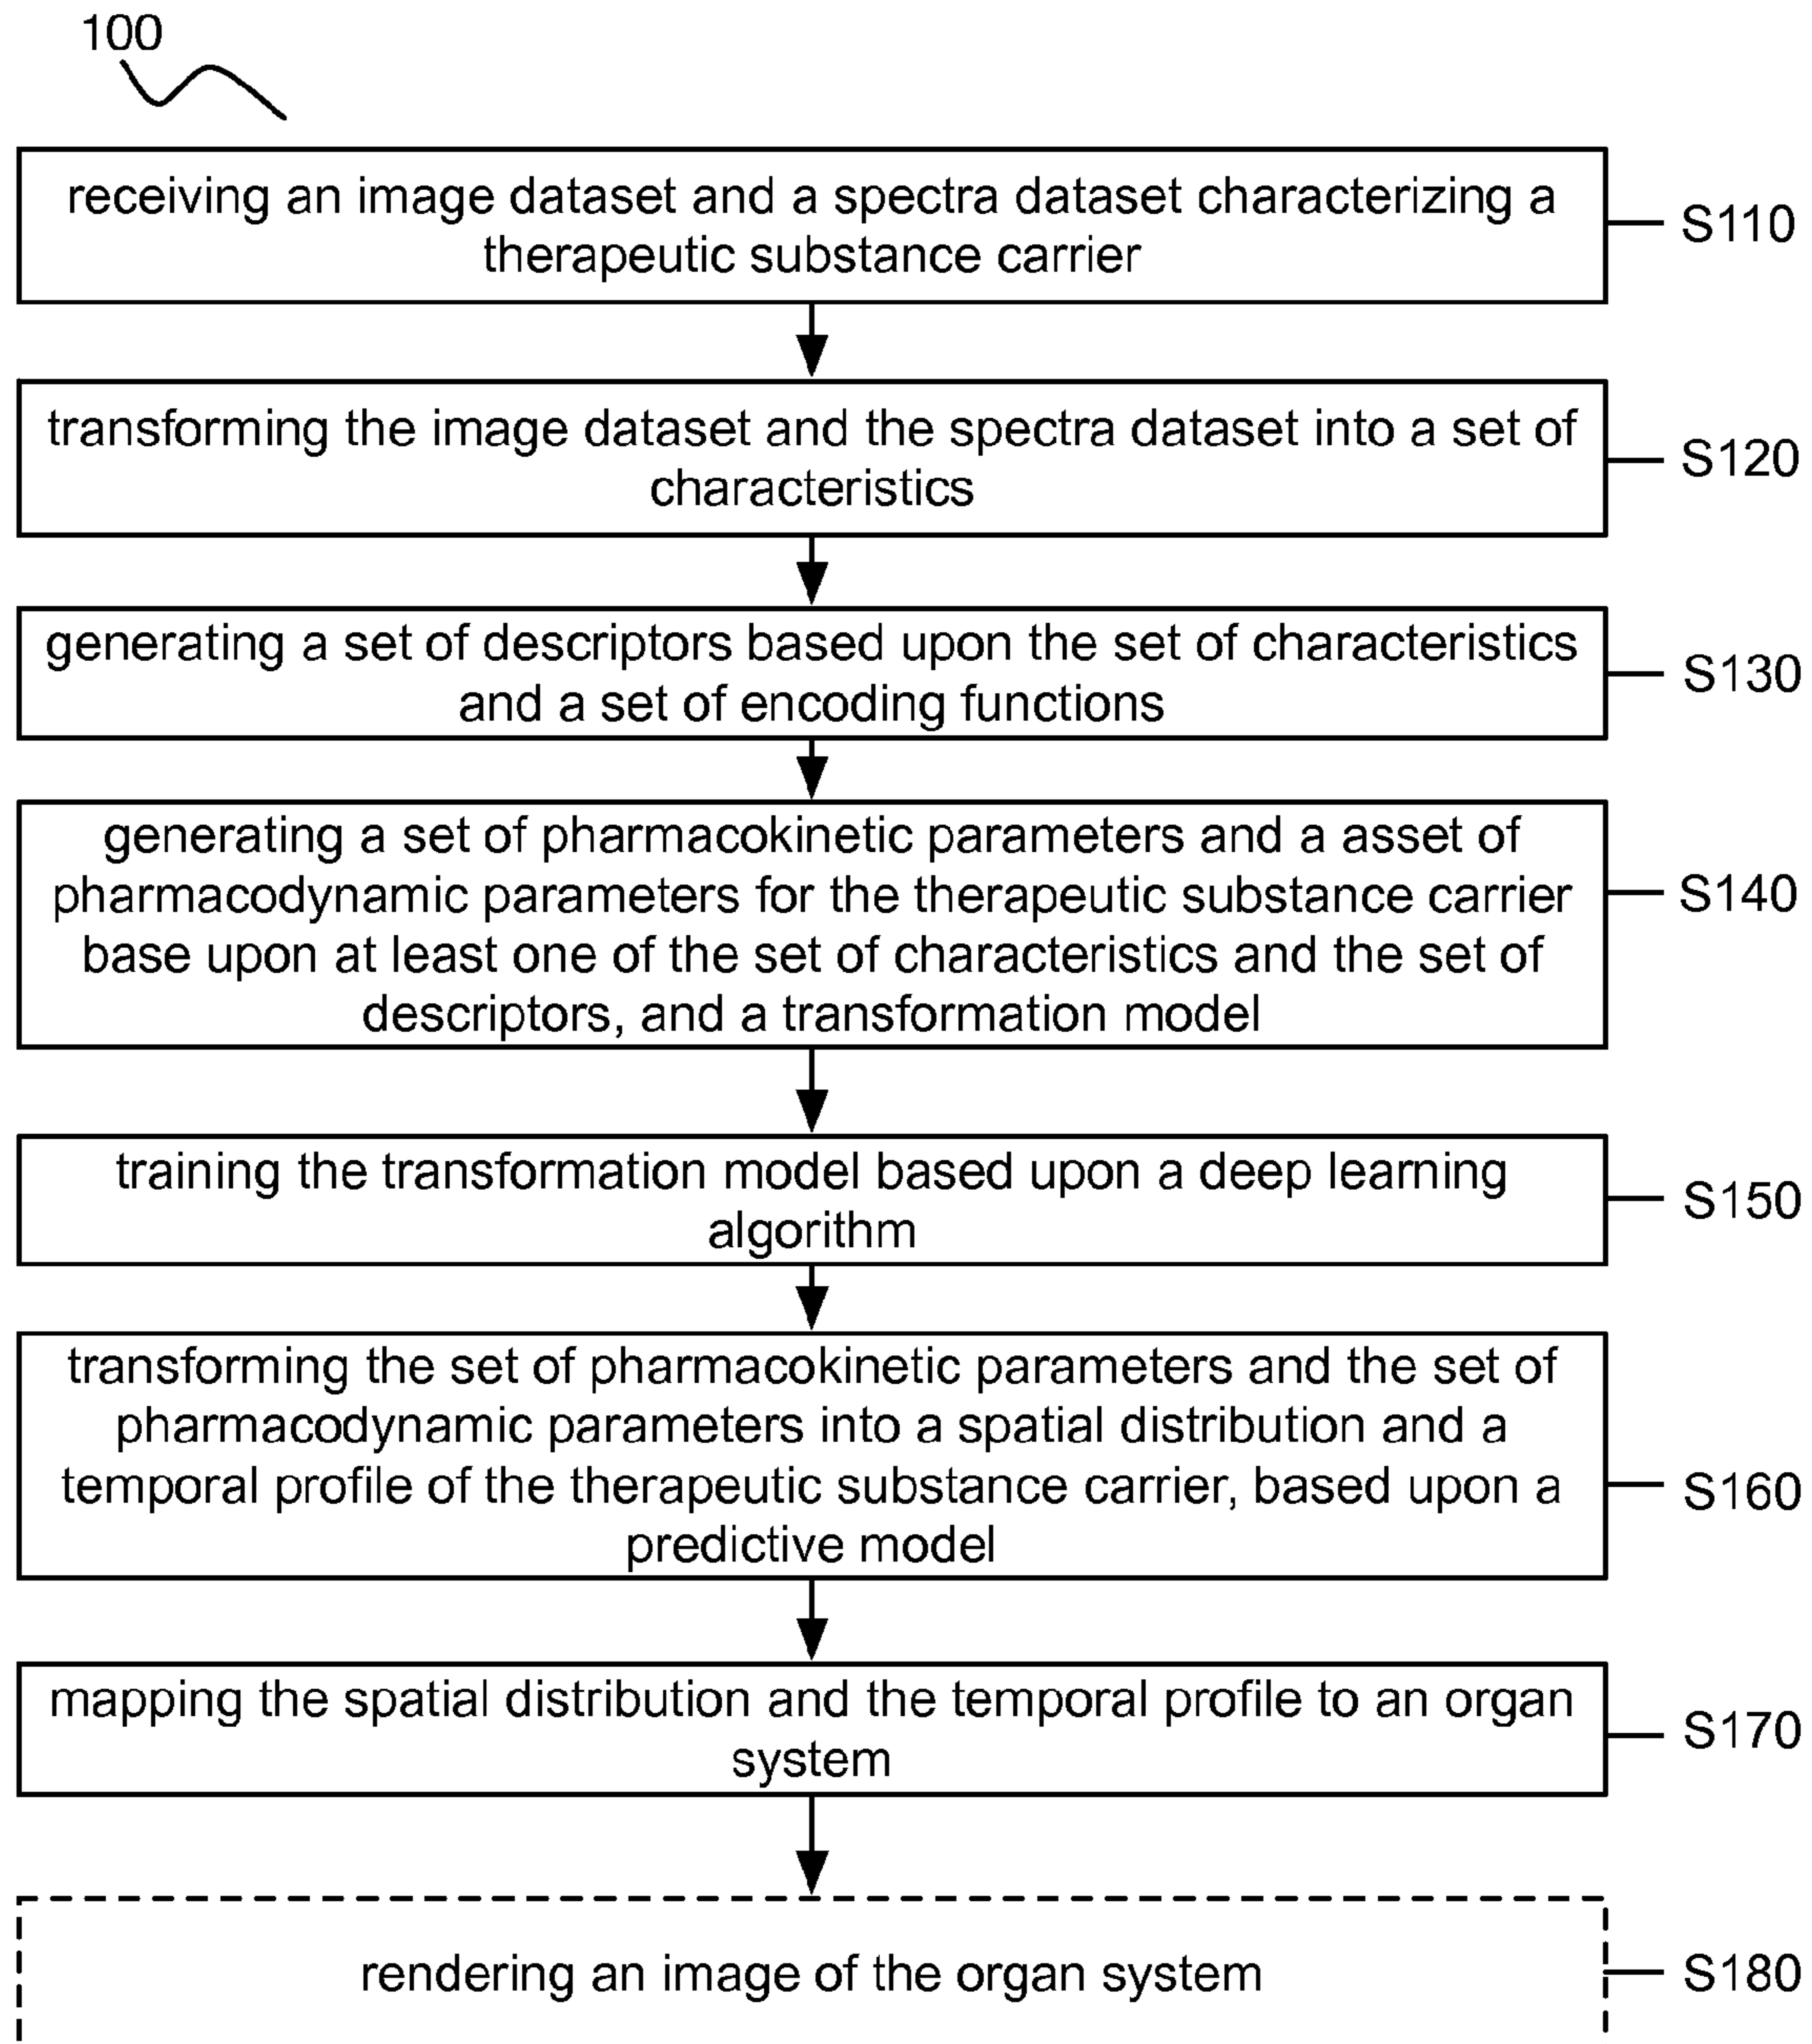 100
receiving an image dataset and a spectra dataset characterizing a
therapeutic substance carrier
S110
transforming the image dataset and the spectra dataset into a set of
characteristics
S120
generating a set of descriptors based upon the set of characteristics
and a set of encoding functions
S130
generating a set of pharmacokinetic parameters and a asset of
pharmacodynamic parameters for the therapeutic substance carrier
base upon at least one of the set of characteristics and the set of
descriptors, and a transformation model
S140
training the transformation model based upon a deep learning
algorithm
S150
transforming the set of pharmacokinetic parameters and the set of
pharmacodynamic parameters into a spatial distribution and a
temporal profile of the therapeutic substance carrier, based upon a
predictive model
S160
mapping the spatial distribution and the temporal profile to an organ
system
S170
rendering an image of the organ system
S180